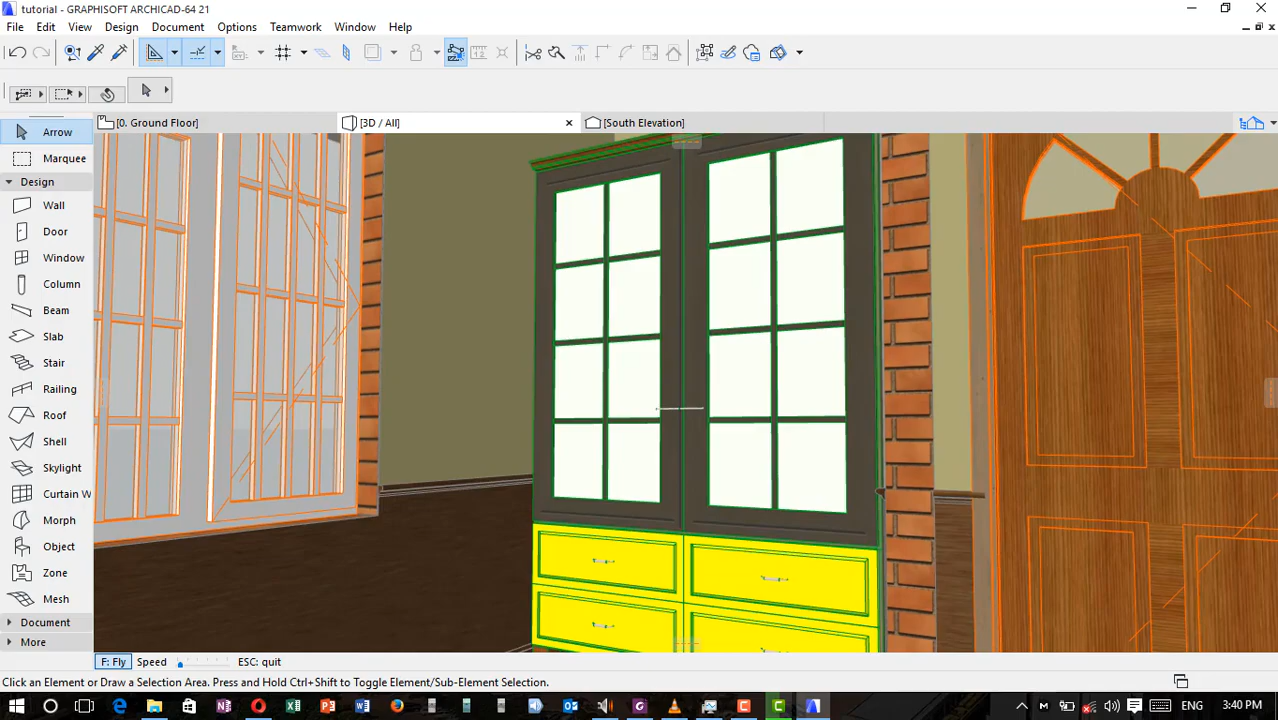 tutorial - GRAPHISOFT ARCHICAD-64 21
File Edit View Design Document Options Teamwork Window Help
[0. Ground Floor] [3D / All] [South Elevation]
Arrow
Marquee
Design
Wall
Door
Window
Column
Beam
Slab
Stair
Railing
Roof
Shell
Skylight
Curtain W
Morph
Object
Zone
Mesh
Document
More
F: Fly Speed ESC: quit
Click an Element or Draw a Selection Area. Press and Hold Ctrl+Shift to Toggle Element/Sub-Element Selection.
ENG 3:40 PM